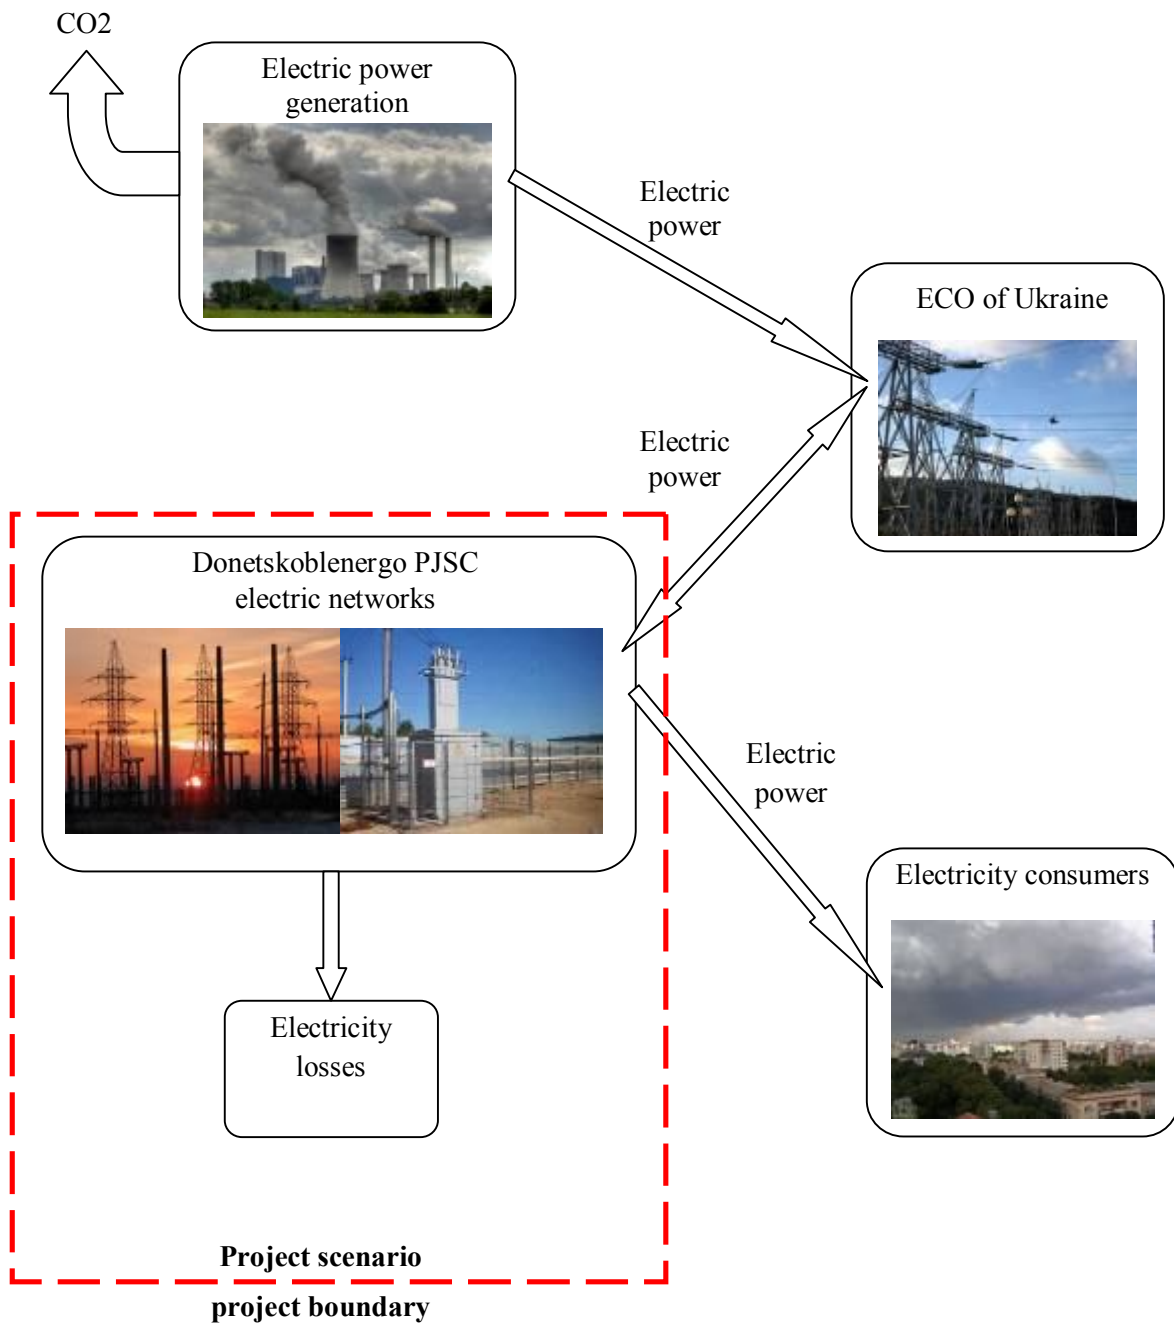 CO2
Electric power
generation
Electric
power
ECO of Ukraine
Electric
power
Donetskoblenergo PJSC
electric networks
Electric
power
Electricity consumers
Electricity
losses
Project scenario
project boundary